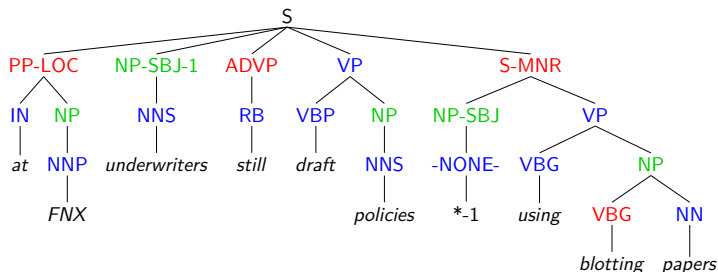 S
PP-LOC NP-SBJ-1 ADVP VP S-MNR
IN NP NNS RB VBP NP NP-SBJ VP
at NNP underwriters still draft NNS -NONE- VBG NP
FNX policies *-1 using VBG NN
blotting papers